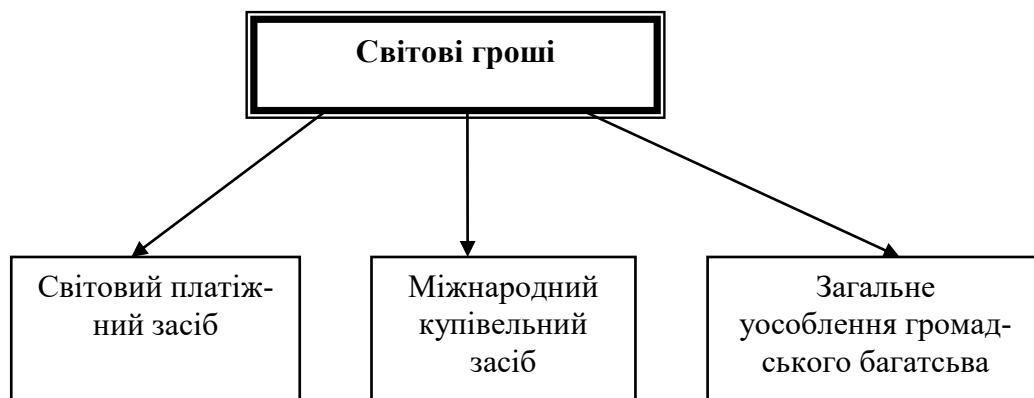 Світові гроші
Світовий платіж-
ний засіб
Міжнародний
купівельний
засіб
Загальне
уособлення громад-
ського багатсьва